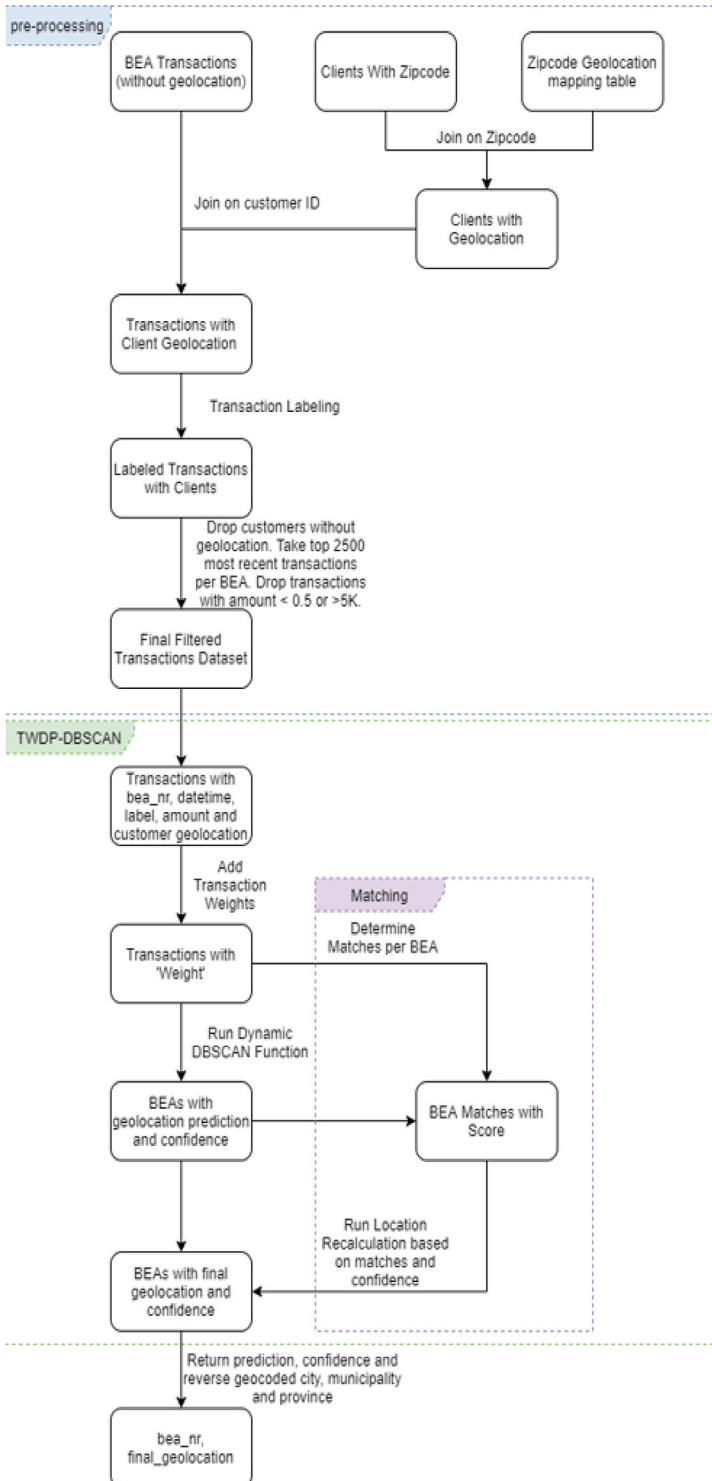 pre-processing
BEA Transactions
(without geolocation)
Clients With Zipcode
Zipcode Geolocation
mapping table
Join on Zipcode
Join on customer ID
Clients with
Geolocation
Transactions with
Client Geolocation
Transaction Labeling
Labeled Transactions
with Clients
Drop customers without
geolocation. Take top 2500
most recent transactions
per BEA. Drop transactions
with amount < 0.5 or >5K.
Final Filtered
Transactions Dataset
TWDP-DBSCAN
Transactions with
bea_nr, datetime,
label, amount and
customer geolocation
Add
Transaction
Weights
Matching
Determine
Matches per BEA
Transactions with
'Weight'
Run Dynamic
DBSCAN Function
BEAs with
geolocation prediction
and confidence
BEA Matches with
Score
Run Location
Recalculation based
on matches and
confidence
BEAs with final
geolocation and
confidence
Return prediction, confidence and
reverse geocoded city, municipality
and province
bea_nr,
final_geolocation